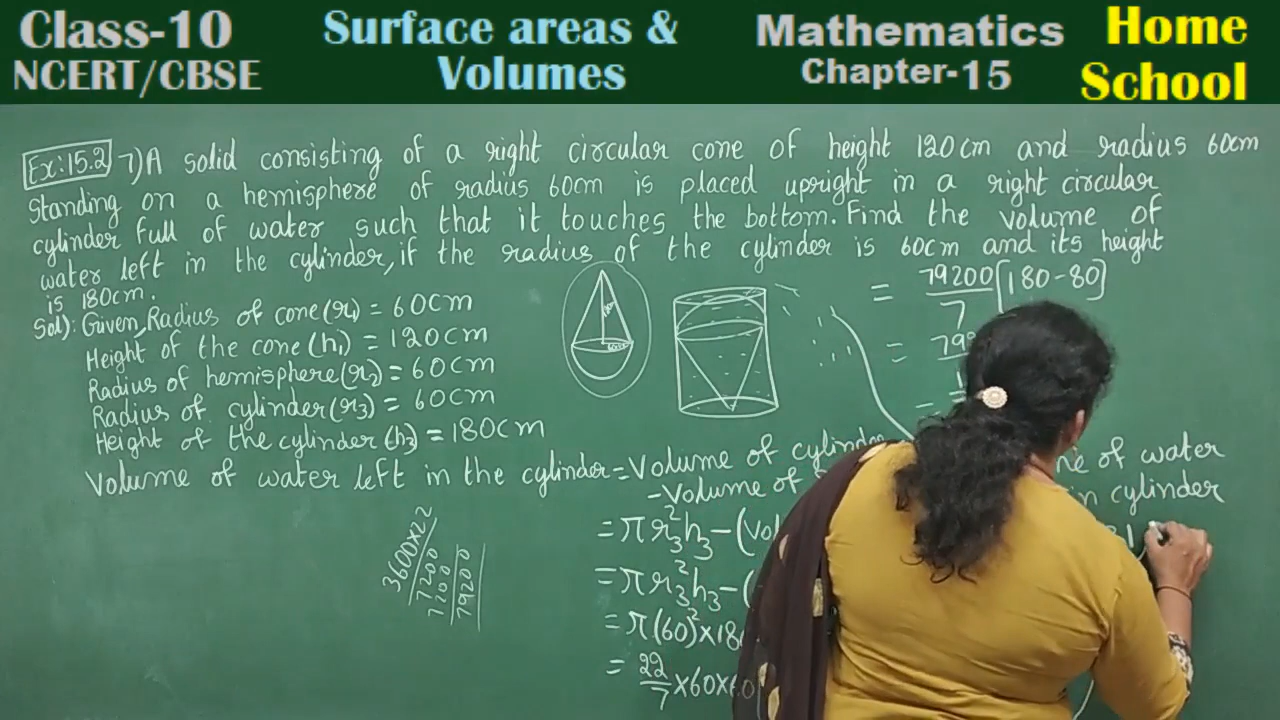 Class-10
NCERT/CBSE
Surface areas &
Volumes
Mathematics
Chapter-15
Home
School
Ex:15.2 7) A solid consisting of a right circular cone of height 120cm and radius 60cm
standing on a hemisphere of radius 60cm is placed upright in a right circular
cylinder full of water such that it touches the bottom. Find the volume of
water left in the cylinder, if the radius of the cylinder is 60cm and its height
is 180cm.
Sol): Given, Radius of cone(r₁) = 60cm
Height of the cone (h₁) = 120cm
Radius of hemisphere(r₂) = 60cm
Radius of cylinder(r₃) = 60cm
Height of the cylinder (h₃) = 180cm
Volume of water left in the cylinder = Volume of cylinder
- Volume of
= πr₃²h₃ - (vol
= πr₃²h₃ - (
= π(60)² × 18
= 22/7 × 60 × 60
3600×22
7200
7200
79200
= 79200/7 [180-80]
= 79
=
of water
in cylinder